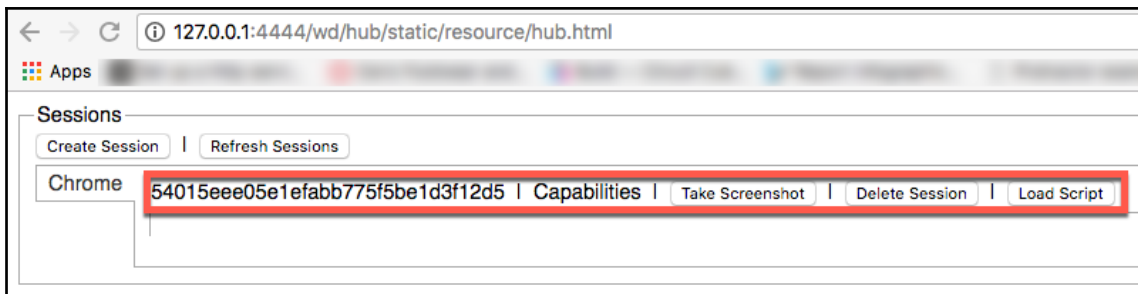 127.0.0.1:4444/wd/hub/static/resource/hub.html
Apps
Sessions
Create Session | Refresh Sessions
Chrome 54015eee05e1efabb775f5be1d3f12d5 | Capabilities | Take Screenshot | Delete Session | Load Script